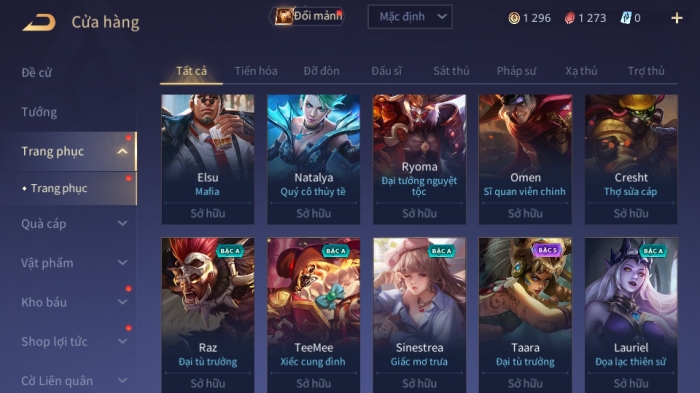 Cửa hàng
Đổi mảnh
Mặc định
1 296
1 273
0
Đề cử
Tướng
Trang phục
Trang phục
Quà cáp
Vật phẩm
Kho báu
Shop lợi tức
Cờ Liên quân
Tất cả Tiến hóa Đỡ đòn Đấu sĩ Sát thủ Pháp sư Xạ thủ Trợ thủ
Elsu
Mafia
Sở hữu
Natalya
Quý cô thủy tề
Sở hữu
Ryoma
Đại tướng nguyệt
tộc
Sở hữu
Omen
Sĩ quan viễn chinh
Sở hữu
Cresht
Thợ sửa cáp
Sở hữu
BẬC A
Raz
Đại tù trưởng
Sở hữu
BẬC A
TeeMee
Xiếc cung đình
Sở hữu
BẬC A
Sinestrea
Giấc mơ trưa
Sở hữu
BẬC S
Taara
Đại tù trưởng
Sở hữu
BẬC A
Lauriel
Đọa lạc thiên sứ
Sở hữu